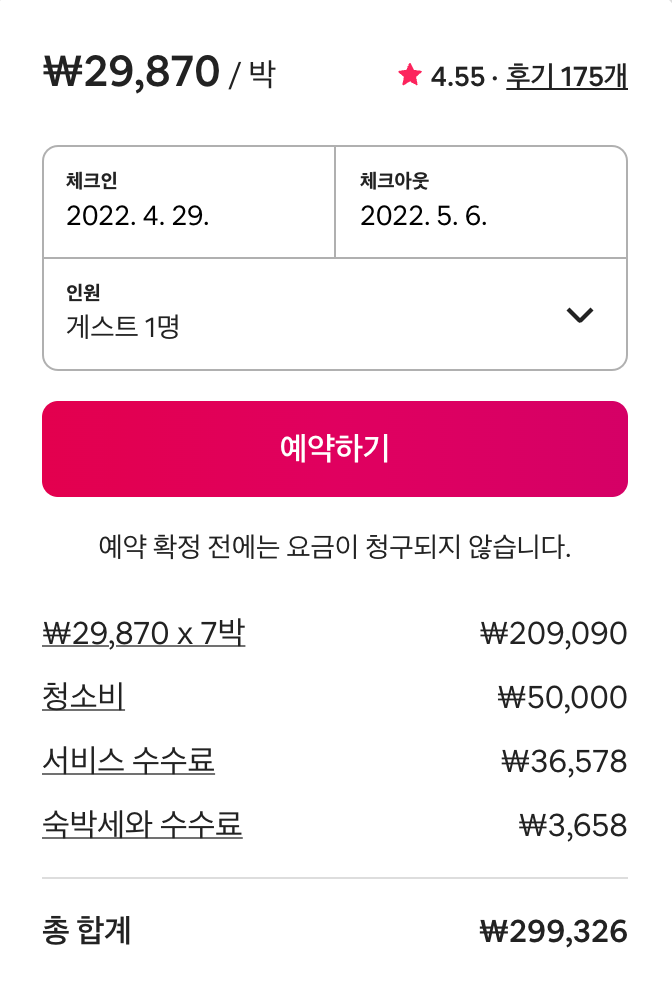 ₩29,870 / 박
★ 4.55 · 후기 175개
체크인
2022. 4. 29.
체크아웃
2022. 5. 6.
인원
게스트 1명
예약하기
예약 확정 전에는 요금이 청구되지 않습니다.
₩29,870 x 7박 ₩209,090
청소비 ₩50,000
서비스 수수료 ₩36,578
숙박세와 수수료 ₩3,658
총 합계 ₩299,326